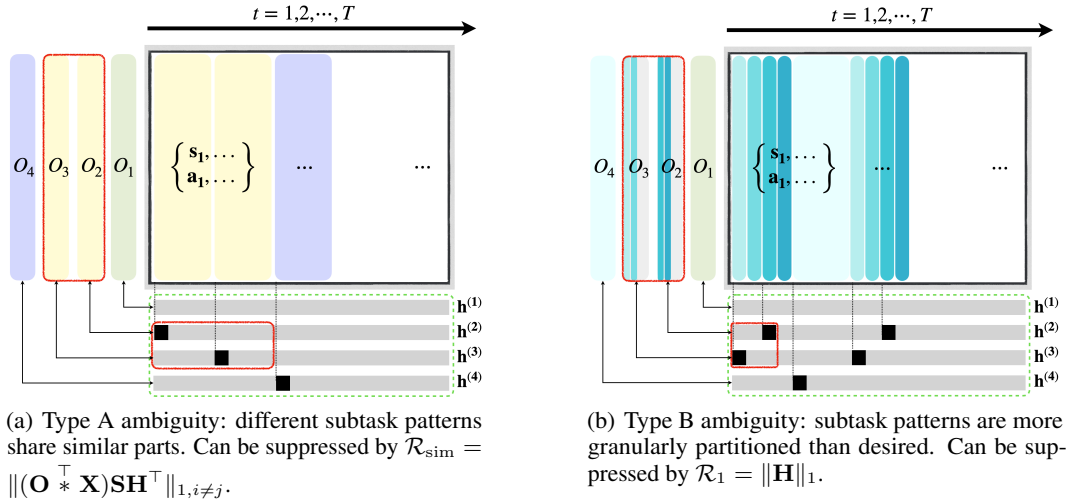 t = 1,2,⋯, T
O₄ O₃ O₂ O₁
{ s₁, . . .
a₁, . . . }
...
...
h⁽¹⁾
h⁽²⁾
h⁽³⁾
h⁽⁴⁾
(a) Type A ambiguity: different subtask patterns
share similar parts. Can be suppressed by ℛ_sim =
‖(O ⊤∗ X)SH^⊤‖₁,ᵢ≠ⱼ.
t = 1,2,⋯, T
O₄ O₃ O₂ O₁
{ s₁, . . .
a₁, . . . }
...
...
h⁽¹⁾
h⁽²⁾
h⁽³⁾
h⁽⁴⁾
(b) Type B ambiguity: subtask patterns are more
granularly partitioned than desired. Can be sup-
pressed by ℛ₁ = ‖H‖₁.